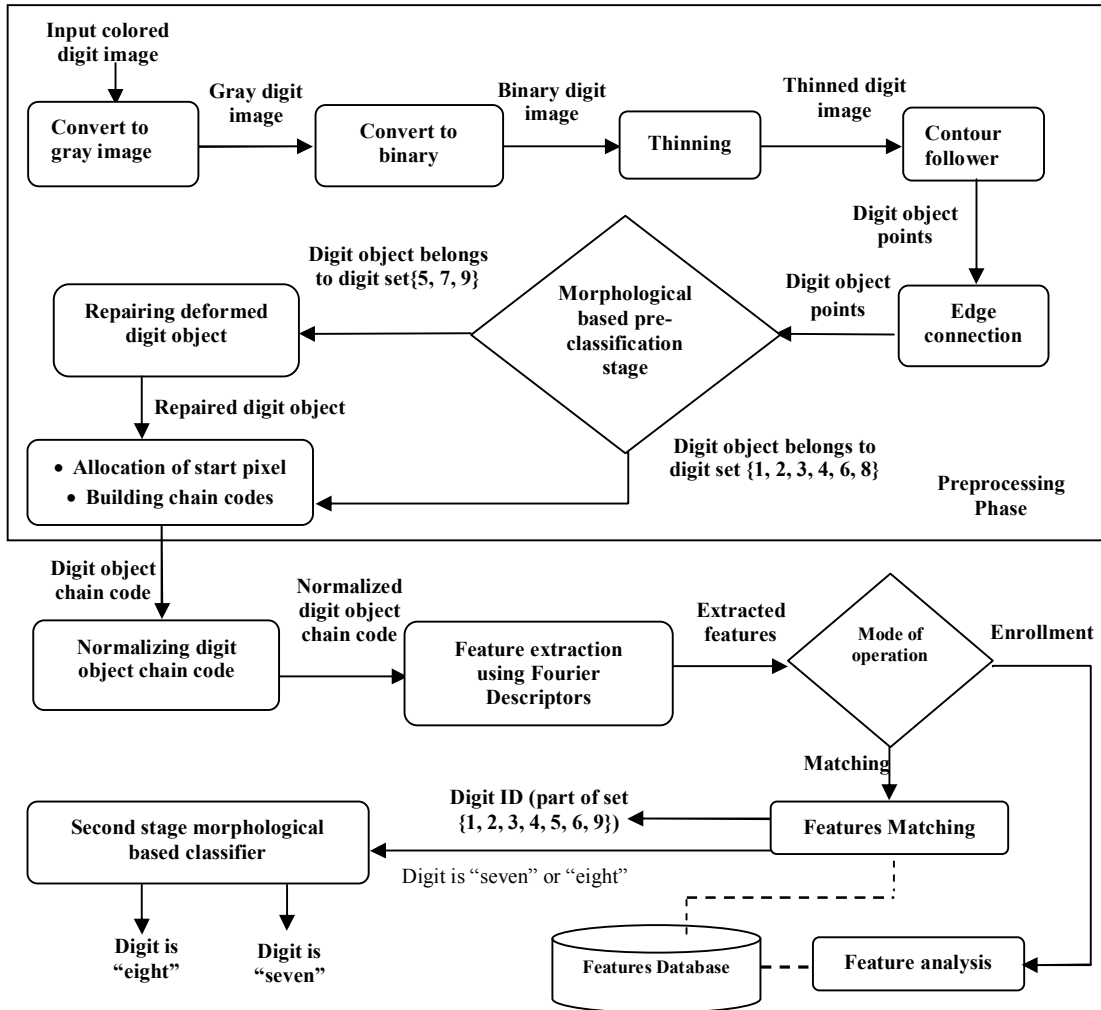 Input colored
digit image
Gray digit
image
Binary digit
image
Thinned digit
image
Convert to
gray image
Convert to
binary
Thinning
Contour
follower
Digit object
points
Digit object belongs
to digit set{5, 7, 9}
Digit object
points
Repairing deformed
digit object
Morphological
based pre-
classification
stage
Edge
connection
Repaired digit object
• Allocation of start pixel
• Building chain codes
Digit object belongs to
digit set {1, 2, 3, 4, 6, 8}
Preprocessing
Phase
Digit object
chain code
Normalized
digit object
chain code
Extracted
features
Enrollment
Normalizing digit
object chain code
Feature extraction
using Fourier
Descriptors
Mode of
operation
Matching
Digit ID (part of set
{1, 2, 3, 4, 5, 6, 9})
Second stage morphological
based classifier
Features Matching
Digit is “seven” or “eight”
Digit is
“eight”
Digit is
“seven”
Features Database
Feature analysis